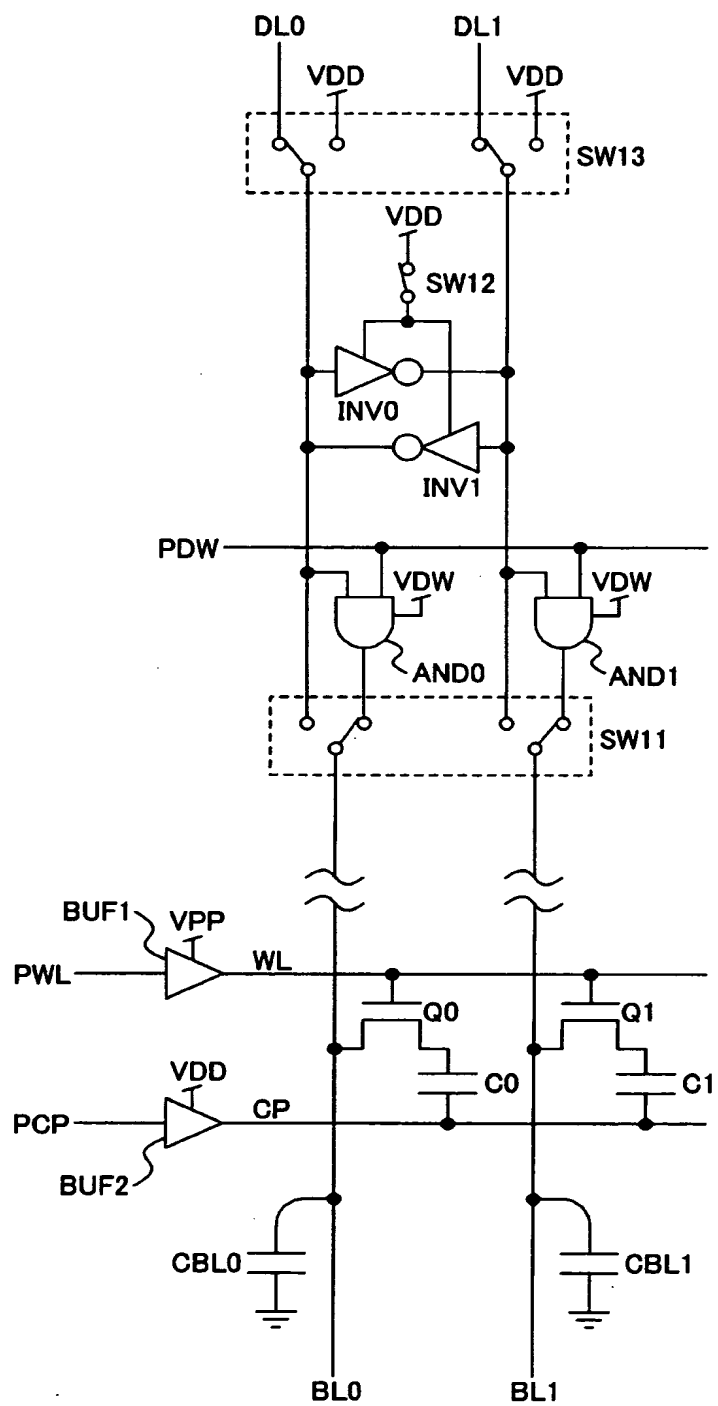 DL0 DL1
VDD VDD
SW13
VDD
SW12
INV0
INV1
PDW
VDW VDW
AND0 AND1
SW11
BUF1 VPP
PWL WL
Q0 Q1
C0 C1
VDD
PCP CP
BUF2
CBL0 CBL1
BL0 BL1